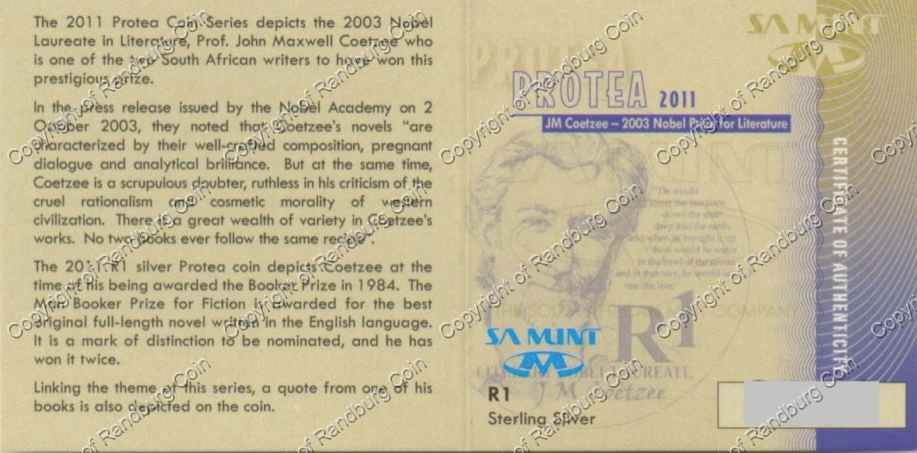 The 2011 Protea Coin Series depicts the 2003 Nobel
Laureate in Literature, Prof. John Maxwell Coetzee who
is one of the two South African writers to have won this
prestigious prize.
In the press release issued by the Nobel Academy on 2
October 2003, they noted that Coetzee's novels "are
characterized by their well-crafted composition, pregnant
dialogue and analytical brilliance. But at the same time,
Coetzee is a scrupulous doubter, ruthless in his criticism of the
cruel rationalism and cosmetic morality of western
civilization. There is a great wealth of variety in Coetzee's
works. No two books ever follow the same recipe".
The 2011 R1 silver Protea coin depicts Coetzee at the
time of his being awarded the Booker Prize in 1984. The
Man Booker Prize for Fiction is awarded for the best
original full-length novel written in the English language.
It is a mark of distinction to be nominated, and he has
won it twice.
Linking the theme of this series, a quote from one of his
books is also depicted on the coin.
SA MINT
PROTEA
PROTEA 2011
JM Coetzee – 2003 Nobel Prize for Literature
CERTIFICATE OF AUTHENTICITY
R1
SA MINT
J M Coetzee
R1
Sterling Silver
Copyright of Randburg Coin